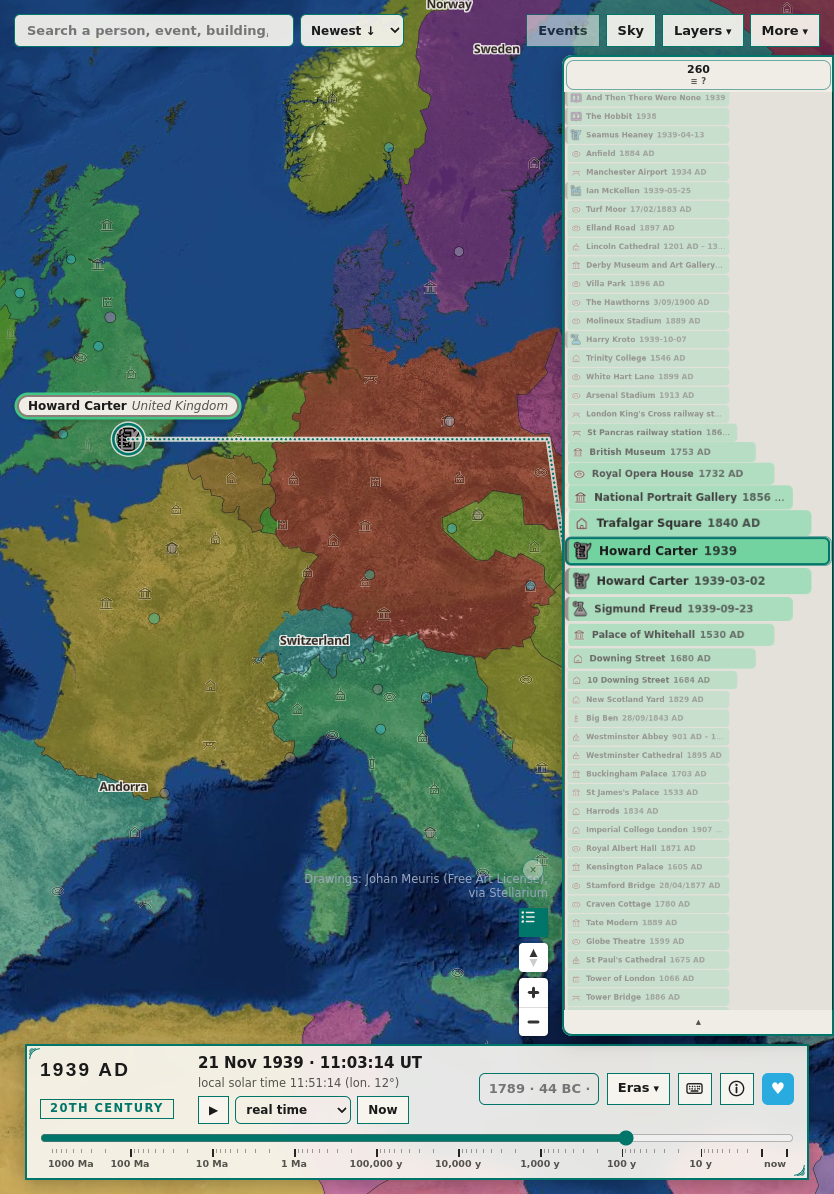 Norway
Search a person, event, building,
Newest ↓
Events
Sky
Layers ▾
More ▾
Sweden
260
≡ ?
And Then There Were None 1939
The Hobbit 1938
Seamus Heaney 1939-04-13
Anfield 1884 AD
Manchester Airport 1934 AD
Ian McKellen 1939-05-25
Turf Moor 17/02/1883 AD
Elland Road 1897 AD
Lincoln Cathedral 1201 AD - 13...
Derby Museum and Art Gallery...
Villa Park 1896 AD
The Hawthorns 3/09/1900 AD
Molineux Stadium 1889 AD
Harry Kroto 1939-10-07
Trinity College 1546 AD
White Hart Lane 1899 AD
Arsenal Stadium 1913 AD
London King's Cross railway st...
St Pancras railway station 186...
British Museum 1753 AD
Royal Opera House 1732 AD
National Portrait Gallery 1856 ...
Trafalgar Square 1840 AD
Howard Carter 1939
Howard Carter 1939-03-02
Sigmund Freud 1939-09-23
Palace of Whitehall 1530 AD
Downing Street 1680 AD
10 Downing Street 1684 AD
New Scotland Yard 1829 AD
Big Ben 28/09/1843 AD
Westminster Abbey 901 AD - 1...
Westminster Cathedral 1895 AD
Buckingham Palace 1703 AD
St James's Palace 1533 AD
Harrods 1834 AD
Imperial College London 1907 ...
Royal Albert Hall 1871 AD
Kensington Palace 1605 AD
Stamford Bridge 28/04/1877 AD
Craven Cottage 1780 AD
Tate Modern 1889 AD
Globe Theatre 1599 AD
St Paul's Cathedral 1675 AD
Tower of London 1066 AD
Tower Bridge 1886 AD
▲
Howard Carter United Kingdom
Switzerland
Andorra
Drawings: Johan Meuris (Free Art License),
via Stellarium
×
+
−
1939 AD
20TH CENTURY
21 Nov 1939 · 11:03:14 UT
local solar time 11:51:14 (lon. 12°)
▶
real time
Now
1789 · 44 BC ·
Eras ▾
1000 Ma
100 Ma
10 Ma
1 Ma
100,000 y
10,000 y
1,000 y
100 y
10 y
now